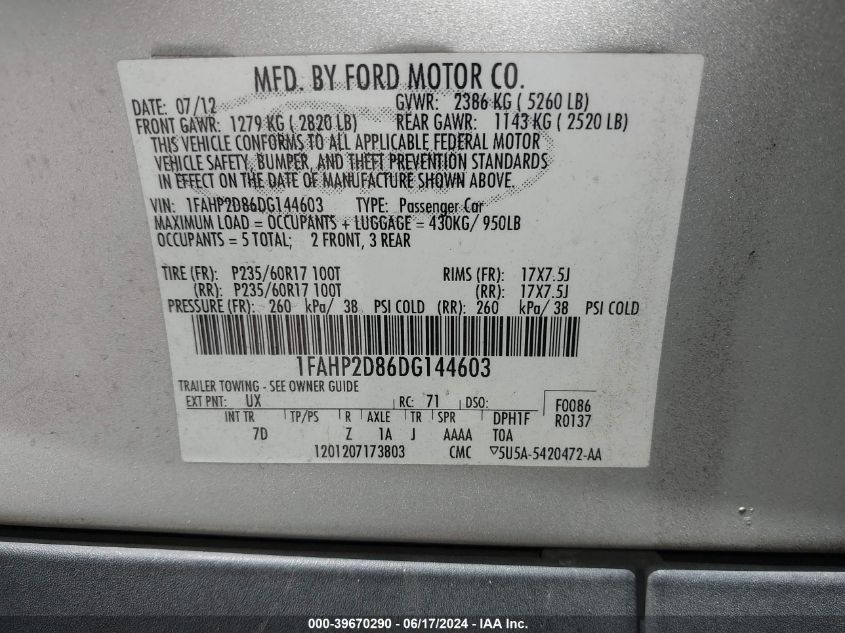 MFD. BY FORD MOTOR CO.
DATE: 07/12 GVWR: 2386 KG ( 5260 LB)
FRONT GAWR: 1279 KG ( 2820 LB) REAR GAWR: 1143 KG ( 2520 LB)
THIS VEHICLE CONFORMS TO ALL APPLICABLE FEDERAL MOTOR
VEHICLE SAFETY, BUMPER, AND THEFT PREVENTION STANDARDS
IN EFFECT ON THE DATE OF MANUFACTURE SHOWN ABOVE.
VIN: 1FAHP2D86DG144603 TYPE: Passenger Car
MAXIMUM LOAD = OCCUPANTS + LUGGAGE = 430KG/ 950LB
OCCUPANTS = 5 TOTAL; 2 FRONT, 3 REAR
TIRE (FR): P235/60R17 100T RIMS (FR): 17X7.5J
(RR): P235/60R17 100T (RR): 17X7.5J
PRESSURE (FR): 260 kPa/ 38 PSI COLD (RR): 260 kPa/ 38 PSI COLD
1FAHP2D86DG144603
TRAILER TOWING - SEE OWNER GUIDE
EXT PNT: UX RC: 71 DSO: F0086
INT TR TP/PS R AXLE TR SPR DPH1F R0137
7D Z 1A J AAAA TOA
1201207173803 CMC ▽5U5A-5420472-AA
000-39670290 - 06/17/2024 - IAA Inc.